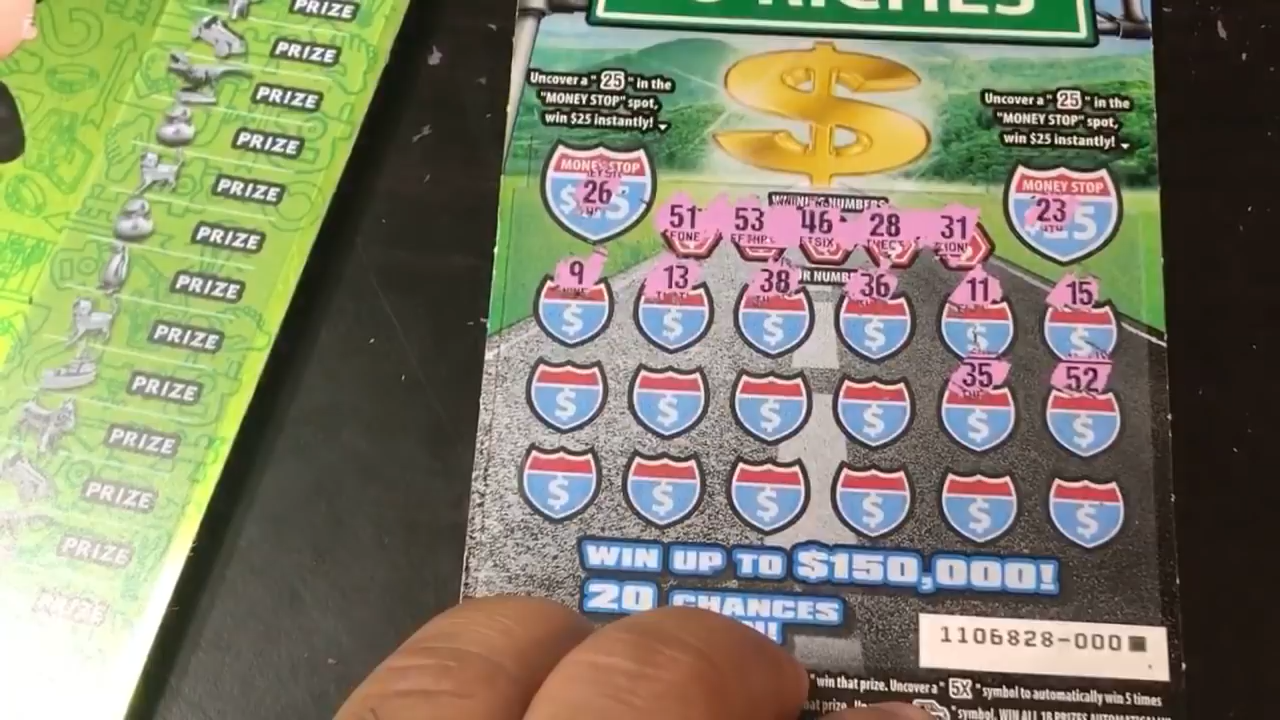 PRIZE
PRIZE
PRIZE
PRIZE
PRIZE
PRIZE
PRIZE
PRIZE
PRIZE
PRIZE
PRIZE
PRIZE
RICHES
Uncover a "25" in the
"MONEY STOP" spot,
win $25 instantly!
Uncover a "25" in the
"MONEY STOP" spot,
win $25 instantly!
MONEY STOP
26
MONEY STOP
23
WINNING NUMBERS
51 53 46 28 31
9 13 38 36 11 15
$ $ $ $ $ $
35 52
$ $ $ $ $ $
$ $ $ $ $ $
WIN UP TO $150,000!
20 CHANCES
1106828-000
" win that prize. Uncover a " 5X " symbol to automatically win 5 times
symbol, WIN ALL 18 PRIZES